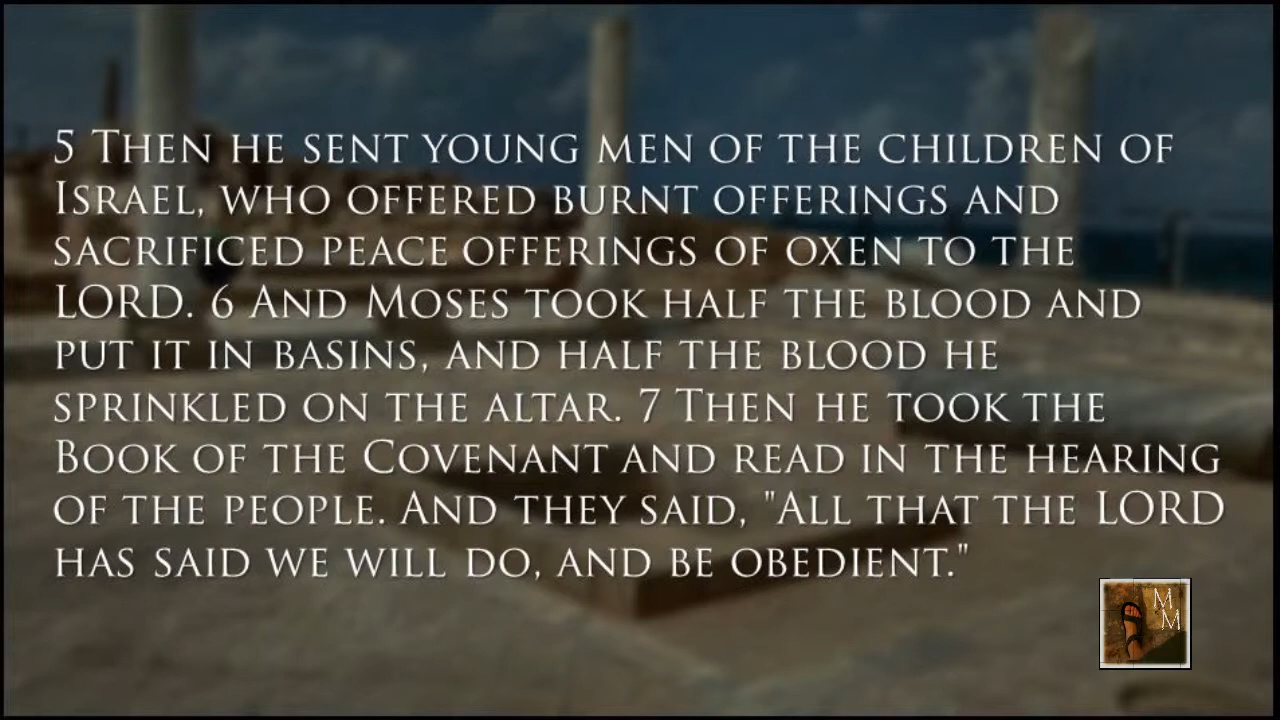 5 Then he sent young men of the children of
Israel, who offered burnt offerings and
sacrificed peace offerings of oxen to the
LORD. 6 And Moses took half the blood and
put it in basins, and half the blood he
sprinkled on the altar. 7 Then he took the
Book of the Covenant and read in the hearing
of the people. And they said, "All that the LORD
has said we will do, and be obedient."
M
M